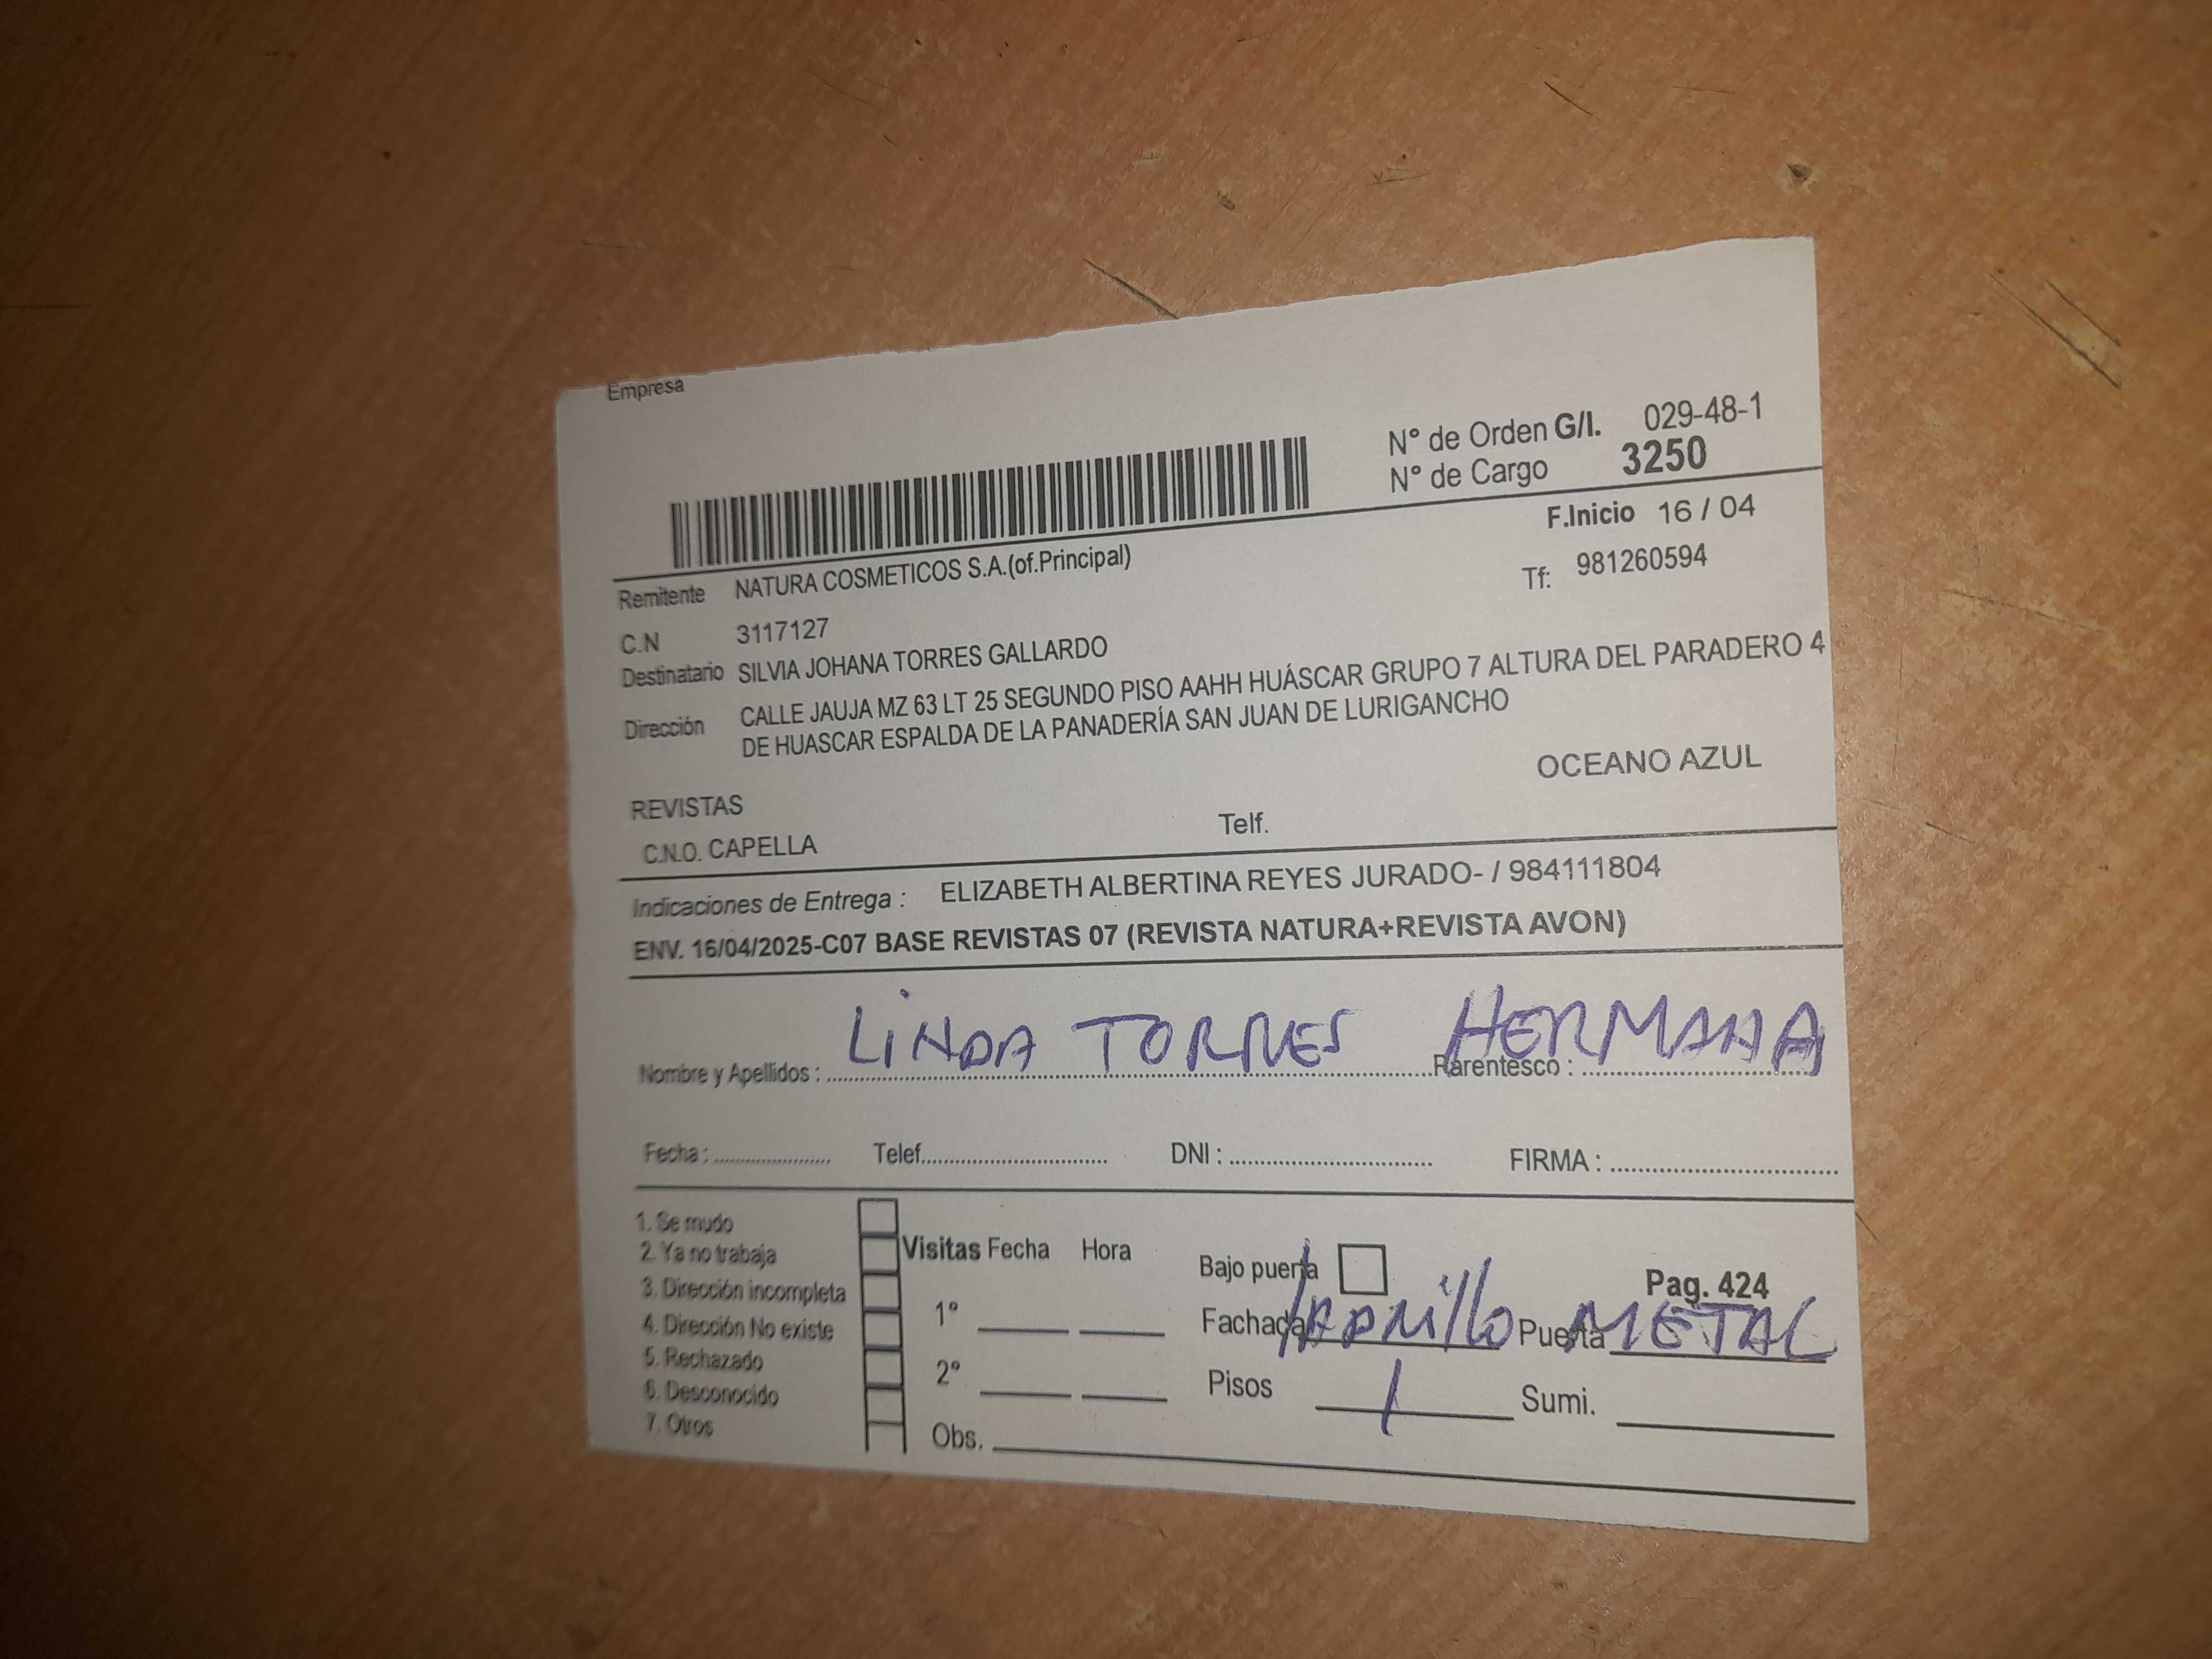 Empresa
N° de Orden G/I. 029-48-1
N° de Cargo 3250
F.Inicio 16 / 04
Remitente NATURA COSMETICOS S.A.(of.Principal)
Tf: 981260594
C.N 3117127
Destinatario SILVIA JOHANA TORRES GALLARDO
Dirección CALLE JAUJA MZ 63 LT 25 SEGUNDO PISO AAHH HUÁSCAR GRUPO 7 ALTURA DEL PARADERO 4
DE HUASCAR ESPALDA DE LA PANADERÍA SAN JUAN DE LURIGANCHO
OCEANO AZUL
REVISTAS
C.N.O. CAPELLA Telf.
Indicaciones de Entrega : ELIZABETH ALBERTINA REYES JURADO- / 984111804
ENV. 16/04/2025-C07 BASE REVISTAS 07 (REVISTA NATURA+REVISTA AVON)
Nombre y Apellidos : LINDA TORRES Parentesco : HERMANA
Fecha : Telef. DNI : FIRMA :
1. Se mudo
2. Ya no trabaja
3. Dirección incompleta
4. Dirección No existe
5. Rechazado
6. Desconocido
7. Otros
Visitas Fecha Hora
1°
2°
Obs.
Bajo puerta
Pag. 424
Fachada ladrillo Puerta METAL
Pisos 1 Sumi.